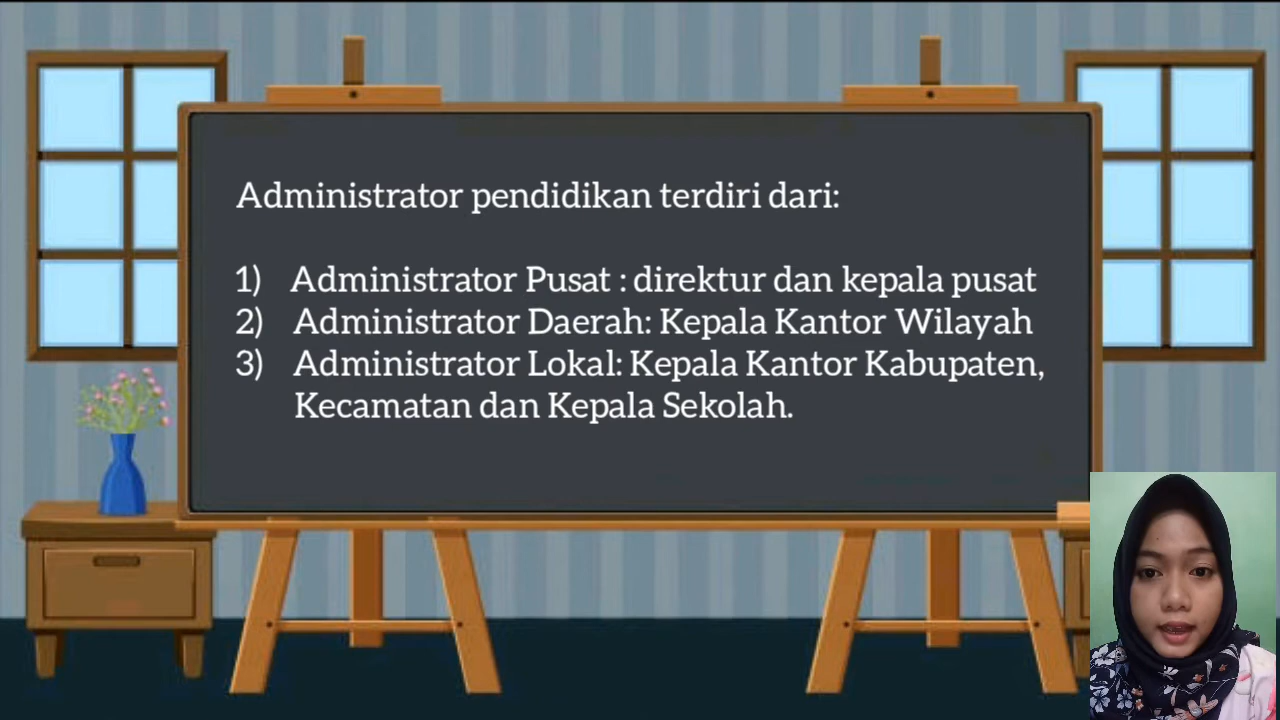 Administrator pendidikan terdiri dari:
1) Administrator Pusat : direktur dan kepala pusat
2) Administrator Daerah: Kepala Kantor Wilayah
3) Administrator Lokal: Kepala Kantor Kabupaten,
Kecamatan dan Kepala Sekolah.